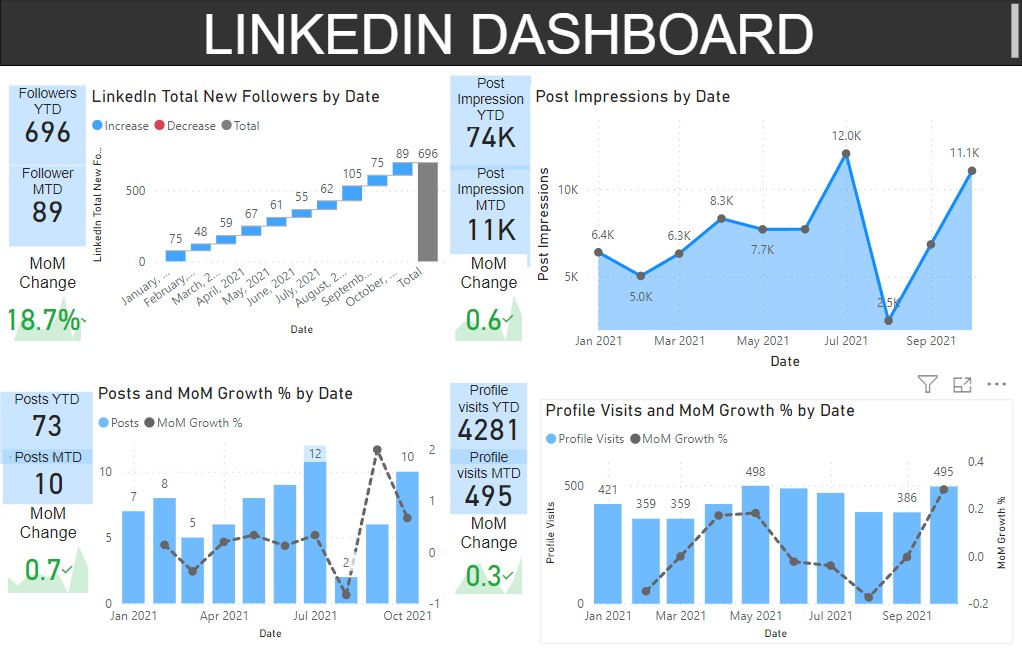 LINKEDIN DASHBOARD
Followers
YTD
696
Follower
MTD
89
MoM
Change
18.7%
LinkedIn Total New Followers by Date
Increase Decrease Total
LinkedIn Total New Fo...
500
0
75 48 59 67 61 55 62 105 75 89 696
January, ... February,... March, 2... April, 2021 May, 2021 June, 2021 July, 2021 August, 2... Septemb... October, ... Total
Date
Post
Impression
YTD
74K
Post
Impression
MTD
11K
MoM
Change
0.6
Post Impressions by Date
Post Impressions
10K
5K
6.4K 5.0K 6.3K 8.3K 7.7K 12.0K 2.5K 11.1K
Jan 2021 Mar 2021 May 2021 Jul 2021 Sep 2021
Date
Posts YTD
73
Posts MTD
10
MoM
Change
0.7
Posts and MoM Growth % by Date
Posts MoM Growth %
10
5
0
7 8 5 12 2 10
2
1
0
-1
Jan 2021 Apr 2021 Jul 2021 Oct 2021
Date
Profile
visits YTD
4281
Profile
visits MTD
495
MoM
Change
0.3
Profile Visits and MoM Growth % by Date
Profile Visits MoM Growth %
Profile Visits
500
0
421 359 359 498 386 495
0.4
0.2
0.0
-0.2
MoM Growth %
Jan 2021 Mar 2021 May 2021 Jul 2021 Sep 2021
Date